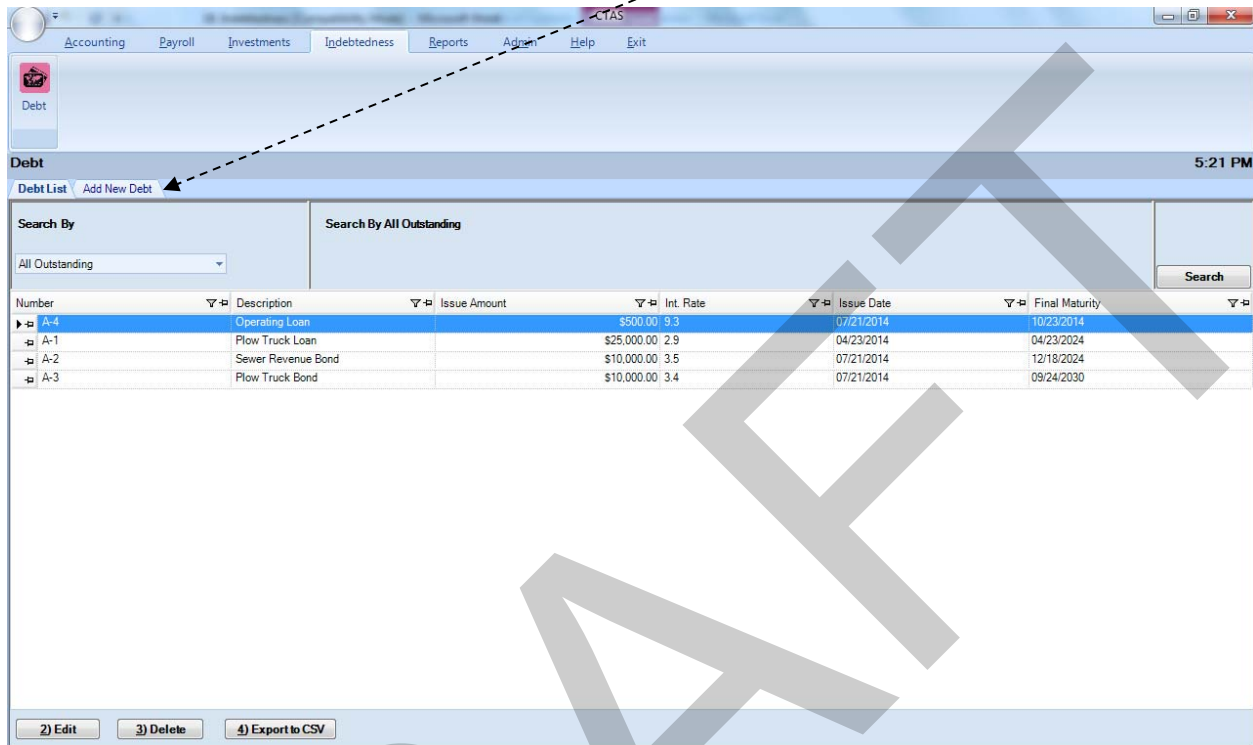 CTAS
Accounting Payroll Investments Indebtedness Reports Admin Help Exit
Debt
Debt 5:21 PM
Debt List Add New Debt
Search By Search By All Outstanding
All Outstanding
Search
Number Description Issue Amount Int. Rate Issue Date Final Maturity
A-4 Operating Loan $500.00 9.3 07/21/2014 10/23/2014
A-1 Plow Truck Loan $25,000.00 2.9 04/23/2014 04/23/2024
A-2 Sewer Revenue Bond $10,000.00 3.5 07/21/2014 12/18/2024
A-3 Plow Truck Bond $10,000.00 3.4 07/21/2014 09/24/2030
2) Edit 3) Delete 4) Export to CSV